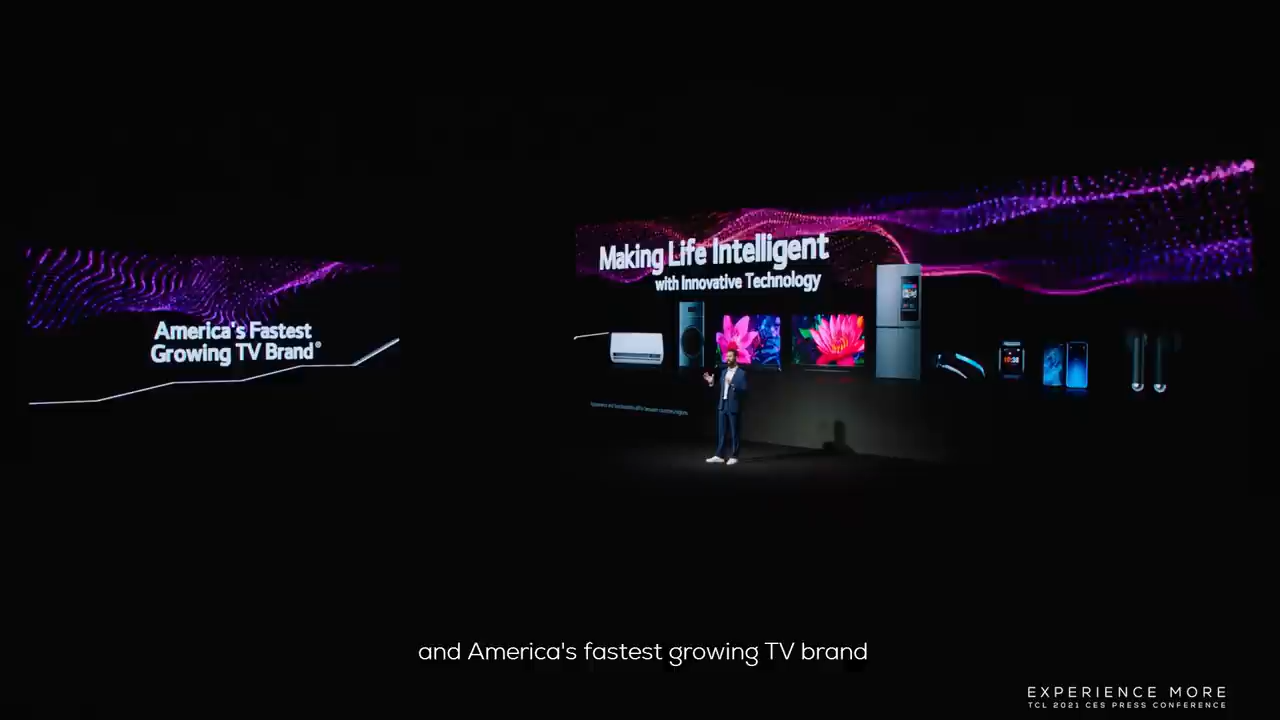 America's Fastest
Growing TV Brand®
Making Life Intelligent
with Innovative Technology
and America's fastest growing TV brand
EXPERIENCE MORE
TCL 2021 CES PRESS CONFERENCE